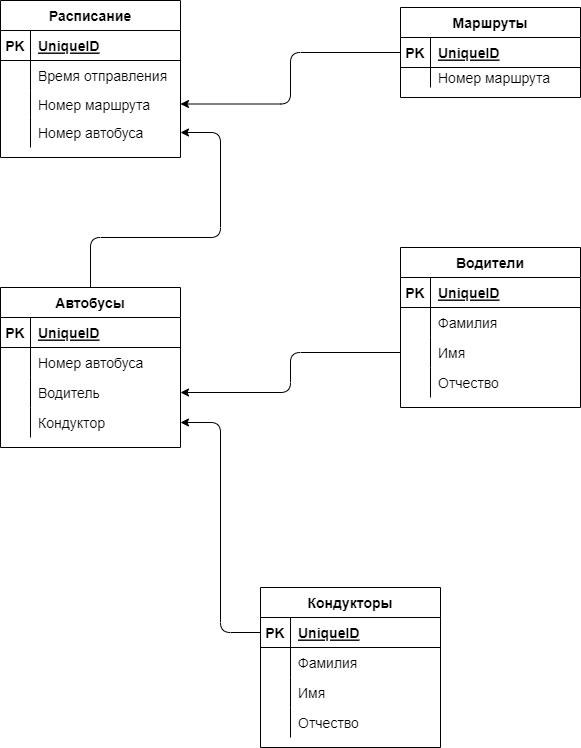 Расписание
PK UniqueID
Время отправления
Номер маршрута
Номер автобуса
Маршруты
PK UniqueID
Номер маршрута
Автобусы
PK UniqueID
Номер автобуса
Водитель
Кондуктор
Водители
PK UniqueID
Фамилия
Имя
Отчество
Кондукторы
PK UniqueID
Фамилия
Имя
Отчество